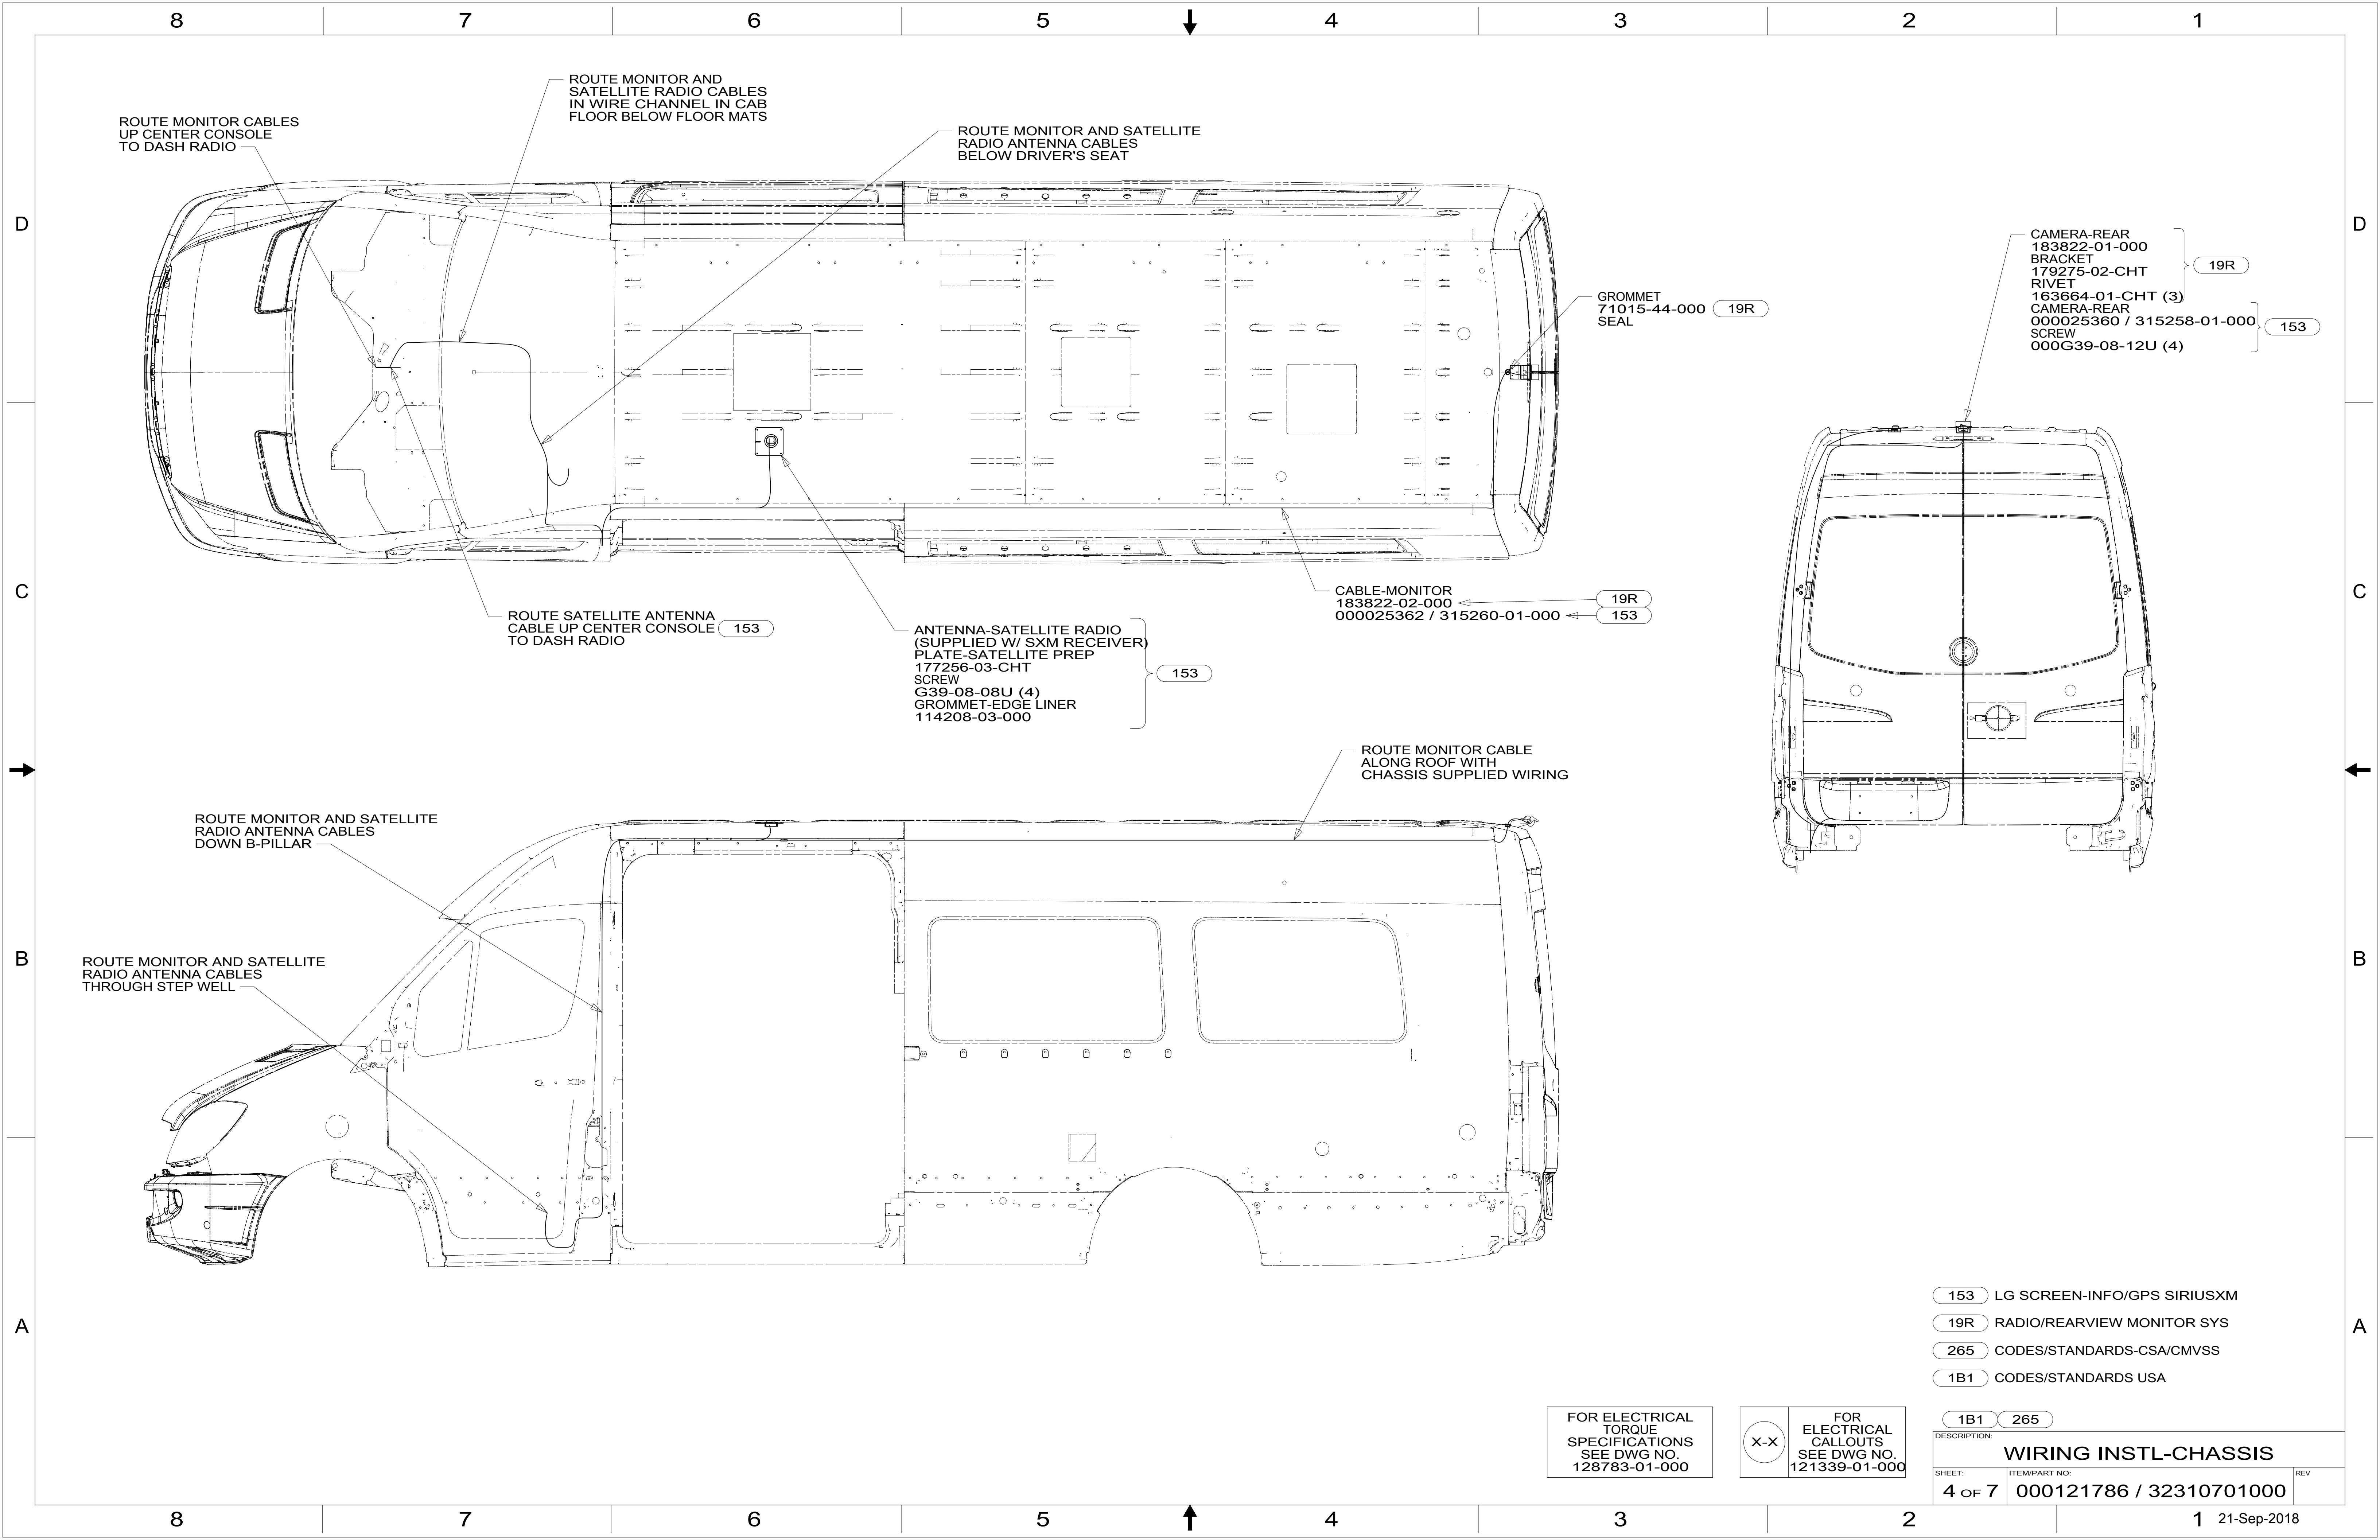 8 7 6 5 4 3 2 1
ROUTE MONITOR AND
SATELLITE RADIO CABLES
IN WIRE CHANNEL IN CAB
FLOOR BELOW FLOOR MATS
ROUTE MONITOR CABLES
UP CENTER CONSOLE
TO DASH RADIO
ROUTE MONITOR AND SATELLITE
RADIO ANTENNA CABLES
BELOW DRIVER'S SEAT
D
D
CAMERA-REAR
183822-01-000
BRACKET
179275-02-CHT
RIVET
163664-01-CHT (3)
19R
CAMERA-REAR
000025360 / 315258-01-000
SCREW
000G39-08-12U (4)
153
GROMMET
71015-44-000
SEAL
19R
C
C
CABLE-MONITOR
183822-02-000
19R
000025362 / 315260-01-000
153
ROUTE SATELLITE ANTENNA
CABLE UP CENTER CONSOLE
TO DASH RADIO
153
ANTENNA-SATELLITE RADIO
(SUPPLIED W/ SXM RECEIVER)
PLATE-SATELLITE PREP
177256-03-CHT
SCREW
G39-08-08U (4)
GROMMET-EDGE LINER
114208-03-000
153
ROUTE MONITOR CABLE
ALONG ROOF WITH
CHASSIS SUPPLIED WIRING
ROUTE MONITOR AND SATELLITE
RADIO ANTENNA CABLES
DOWN B-PILLAR
B
B
ROUTE MONITOR AND SATELLITE
RADIO ANTENNA CABLES
THROUGH STEP WELL
A
A
153 LG SCREEN-INFO/GPS SIRIUSXM
19R RADIO/REARVIEW MONITOR SYS
265 CODES/STANDARDS-CSA/CMVSS
1B1 CODES/STANDARDS USA
FOR ELECTRICAL
TORQUE
SPECIFICATIONS
SEE DWG NO.
128783-01-000
X-X
FOR
ELECTRICAL
CALLOUTS
SEE DWG NO.
121339-01-000
1B1 265
DESCRIPTION:
WIRING INSTL-CHASSIS
SHEET:
4 OF 7
ITEM/PART NO:
000121786 / 32310701000
REV
8 7 6 5 4 3 2 1
21-Sep-2018